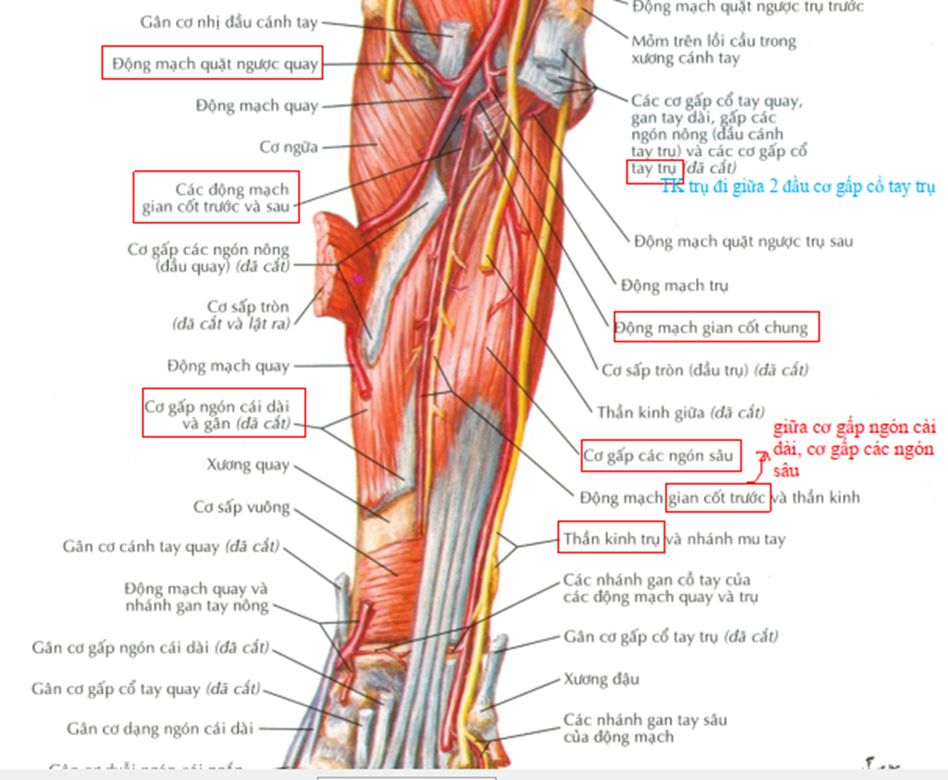 Gân cơ nhị đầu cánh tay
Động mạch quặt ngược quay
Động mạch quay
Cơ ngữa
Các động mạch
gian cốt trước và sau
Cơ gấp các ngón nông
(đầu quay) (đã cắt)
Cơ sấp tròn
(đã cắt và lật ra)
Động mạch quay
Cơ gấp ngón cái dài
và gân (đã cắt)
Xương quay
Cơ sấp vuông
Gân cơ cánh tay quay (đã cắt)
Động mạch quay và
nhánh gan tay nông
Gân cơ gấp ngón cái dài (đã cắt)
Gân cơ gấp cổ tay quay (đã cắt)
Gân cơ dạng ngón cái dài
Động mạch quặt ngược trụ trước
Mỏm trên lồi cầu trong
xương cánh tay
Các cơ gấp cổ tay quay,
gan tay dài, gấp các
ngón nông (đầu cánh
tay trụ) và các cơ gấp cổ
tay trụ (đã cắt)
TK trụ đi giữa 2 đầu cơ gấp cổ tay trụ
Động mạch quặt ngược trụ sau
Động mạch trụ
Động mạch gian cốt chung
Cơ sấp tròn (đầu trụ) (đã cắt)
Thần kinh giữa (đã cắt)
giữa cơ gấp ngón cài
dài, cơ gấp các ngón
sâu
Cơ gấp các ngón sâu
Động mạch gian cốt trước và thần kinh
Thần kinh trụ và nhánh mu tay
Các nhánh gan cổ tay của
các động mạch quay và trụ
Gân cơ gấp cổ tay trụ (đã cắt)
Xương đậu
Các nhánh gan tay sâu
của động mạch